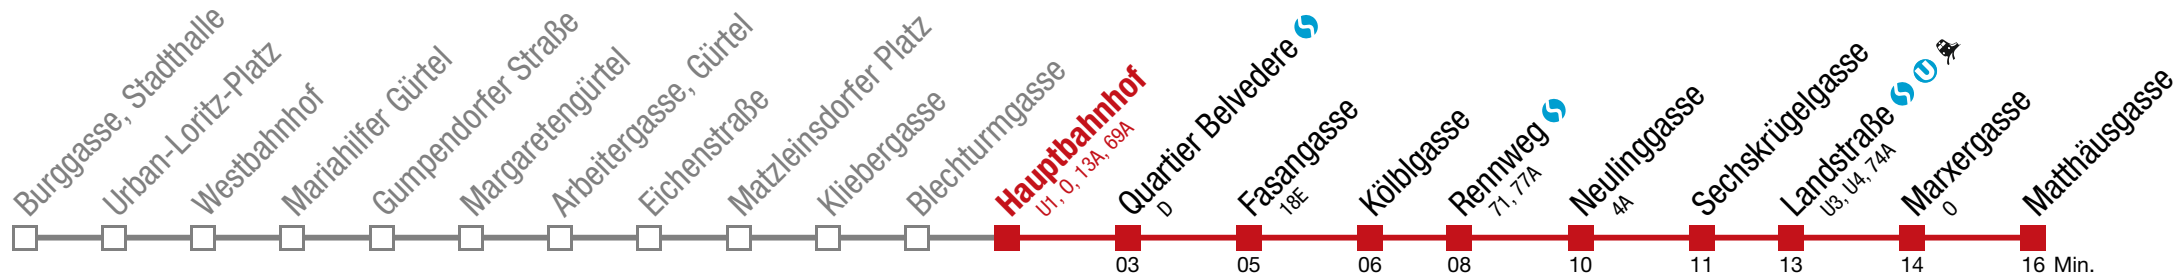 Burggasse, Stadthalle
Urban-Loritz-Platz
Westbahnhof
Mariahilfer Gürtel
Gumpendorfer Straße
Margaretengürtel
Arbeitergasse, Gürtel
Eichenstraße
Matzleinsdorfer Platz
Kliebergasse
Blechturmgasse
Hauptbahnhof
U1, O, 13A, 69A
Quartier Belvedere
D
03
Fasangasse
18E
05
Kölblgasse
06
Rennweg
71, 77A
08
Neulinggasse
4A
10
Sechskrügelgasse
11
Landstraße U
U3, U4, 74A
13
Marxergasse
O
14
Matthäusgasse
16 Min.